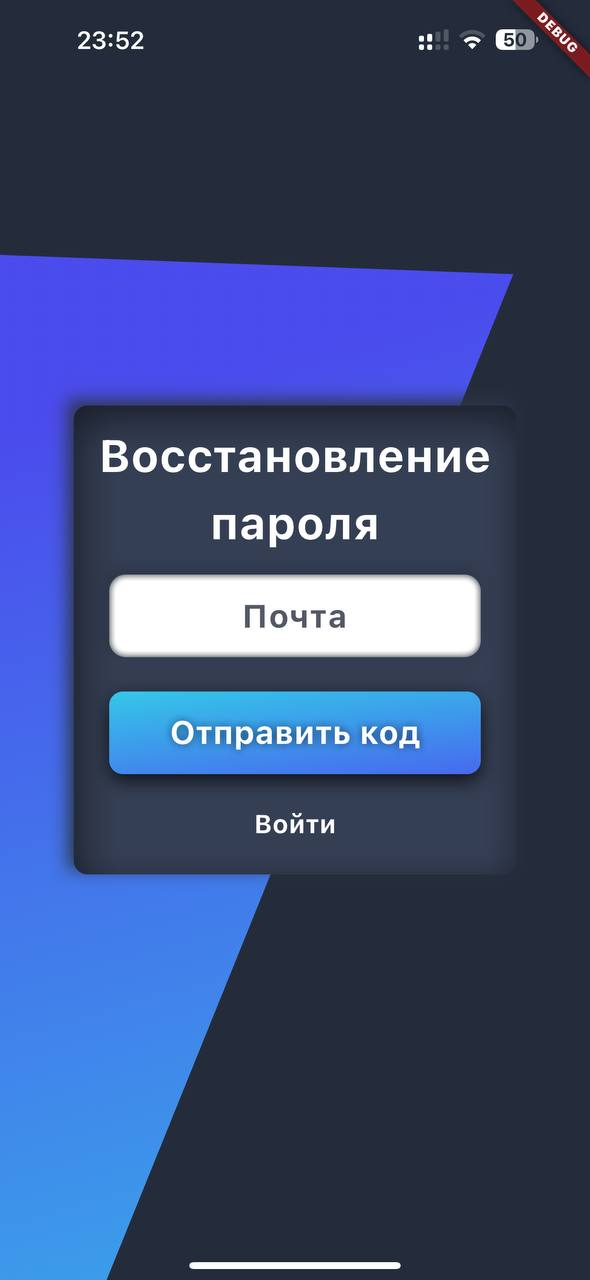 23:52
50
DEBUG
Восстановление
пароля
Почта
Отправить код
Войти